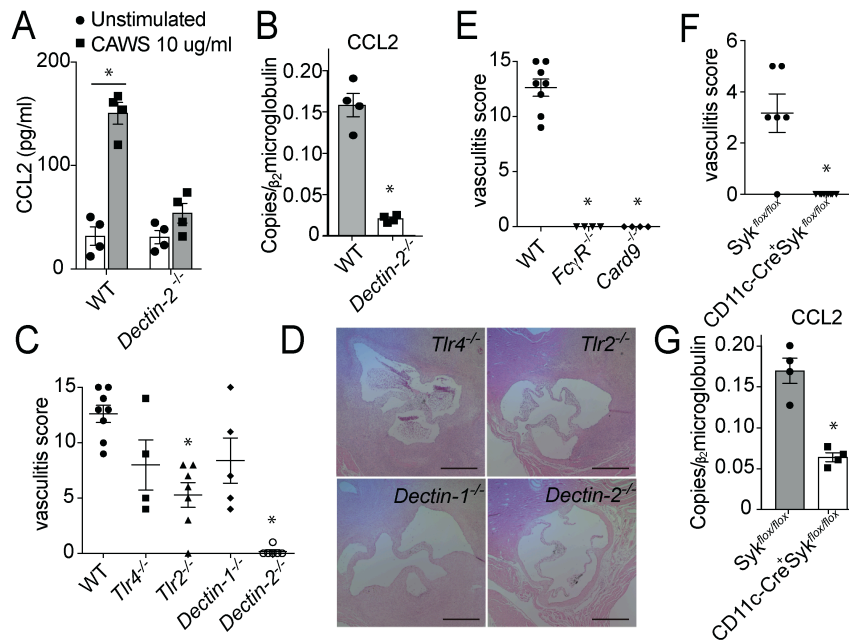 A
Unstimulated
CAWS 10 ug/ml
CCL2 (pg/ml)
200
100
0
*
WT
Dectin-2-/-
B
CCL2
Copies/β2microglobulin
0.20
0.15
0.10
0.05
0
*
WT
Dectin-2-/-
E
vasculitis score
15
10
5
0
* *
WT
FcγR-/-
Card9-/-
F
vasculitis score
6
4
2
0
*
Sykflox/flox
CD11c-Cre+Sykflox/flox
C
vasculitis score
15
10
5
0
*
*
WT
Tlr4-/-
Tlr2-/-
Dectin-1-/-
Dectin-2-/-
D
Tlr4-/-
Tlr2-/-
Dectin-1-/-
Dectin-2-/-
G
CCL2
Copies/β2microglobulin
0.20
0.15
0.10
0.05
0
*
Sykflox/flox
CD11c-Cre+Sykflox/flox